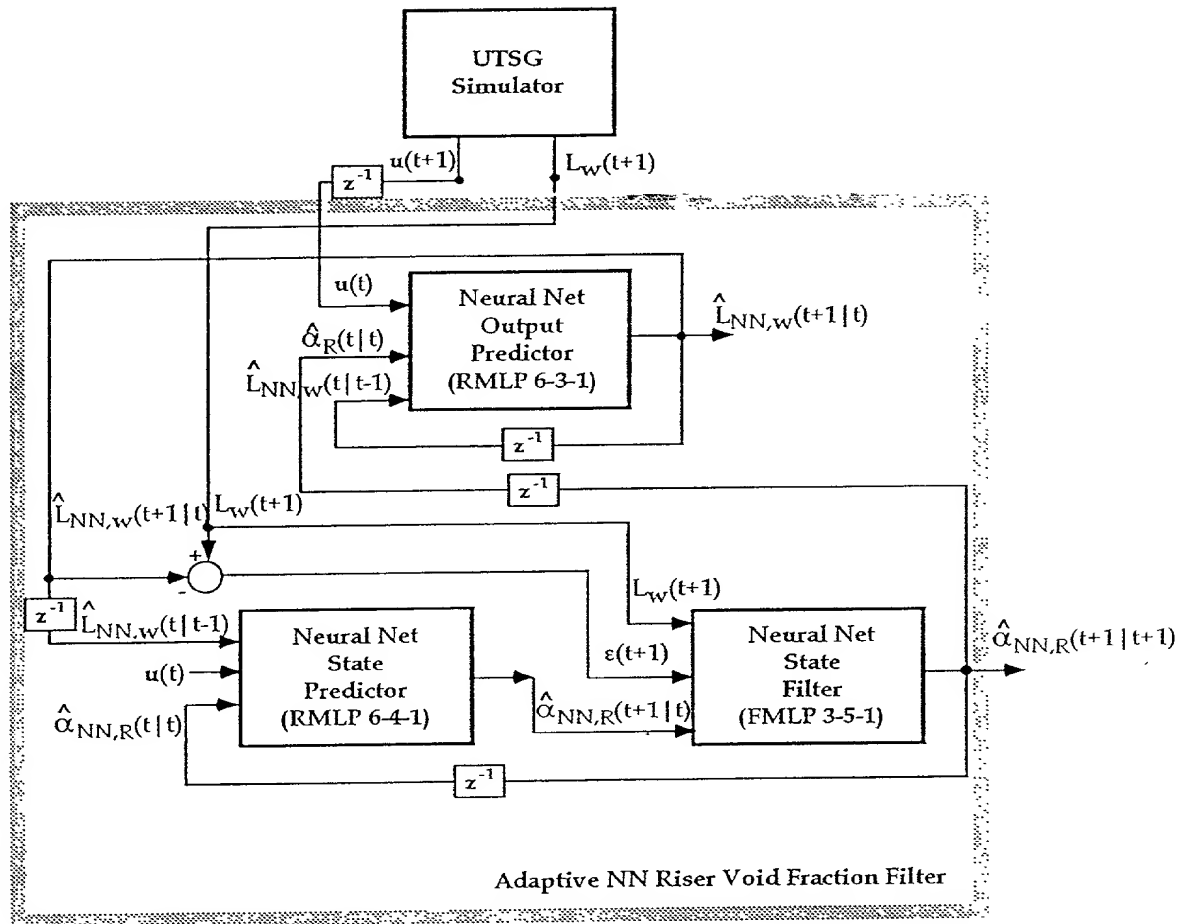 UTSG
Simulator
u(t+1)
L_w(t+1)
z⁻¹
u(t)
Neural Net
Output
Predictor
(RMLP 6-3-1)
L̂_NN,w(t+1|t)
α̂_R(t|t)
L̂_NN,w(t|t-1)
z⁻¹
z⁻¹
L̂_NN,w(t+1|t)
L_w(t+1)
+
-
z⁻¹
L̂_NN,w(t|t-1)
u(t)
α̂_NN,R(t|t)
Neural Net
State
Predictor
(RMLP 6-4-1)
L_w(t+1)
ε(t+1)
α̂_NN,R(t+1|t)
Neural Net
State
Filter
(FMLP 3-5-1)
α̂_NN,R(t+1|t+1)
z⁻¹
Adaptive NN Riser Void Fraction Filter